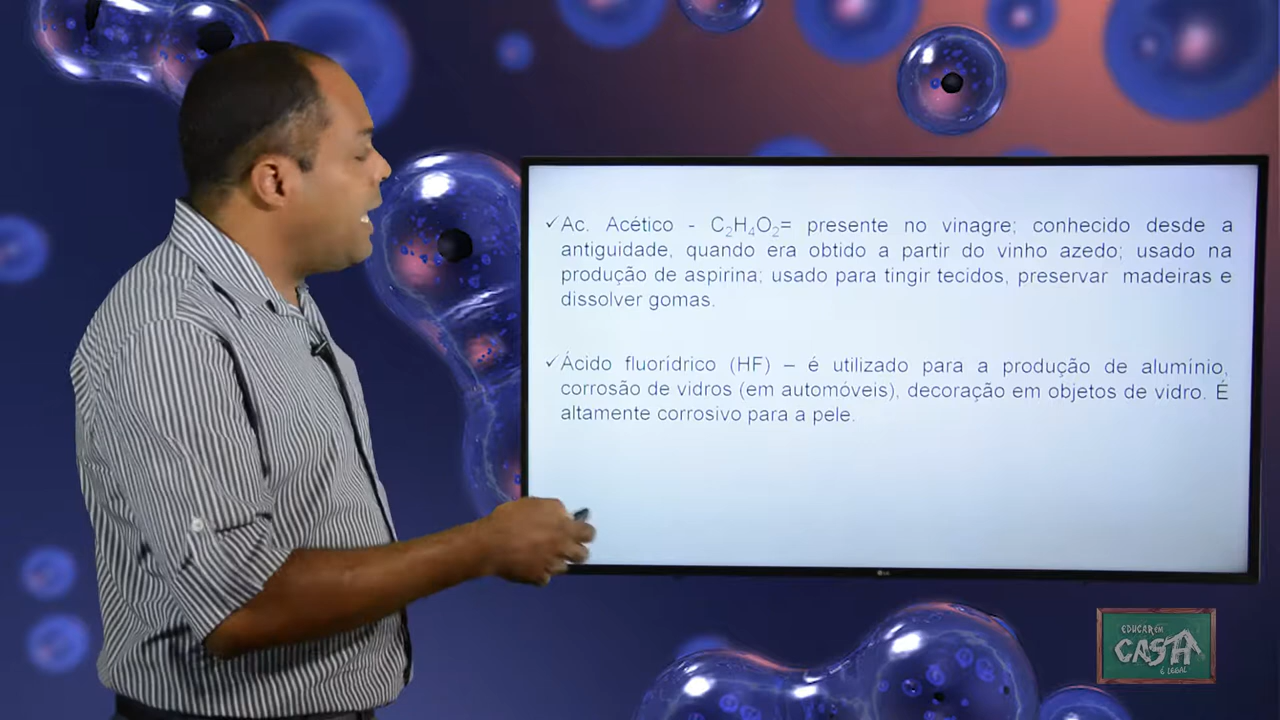 ✓ Ac. Acético - C₂H₄O₂= presente no vinagre; conhecido desde a
antiguidade, quando era obtido a partir do vinho azedo; usado na
produção de aspirina; usado para tingir tecidos, preservar madeiras e
dissolver gomas.
✓ Ácido fluorídrico (HF) – é utilizado para a produção de alumínio,
corrosão de vidros (em automóveis), decoração em objetos de vidro. É
altamente corrosivo para a pele.
LG
EDUCAR EM
CASA
É LEGAL